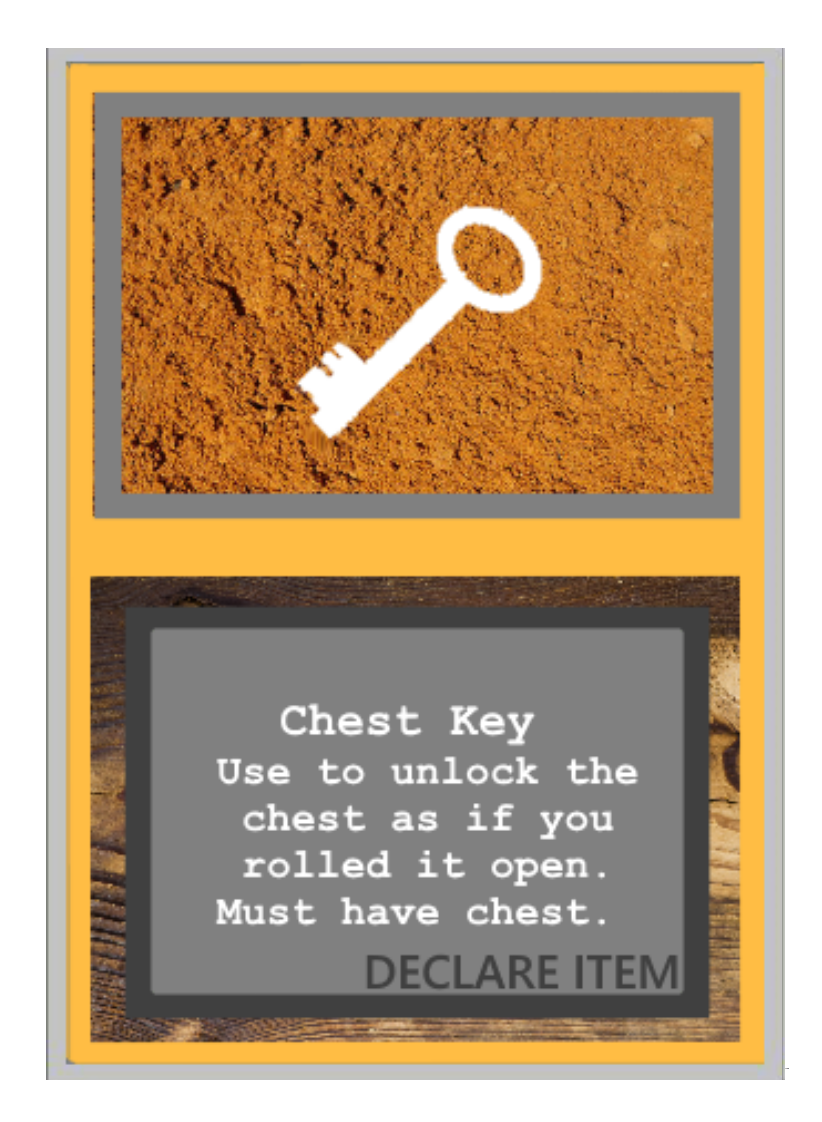 Chest Key
Use to unlock the
chest as if you
rolled it open.
Must have chest.
DECLARE ITEM